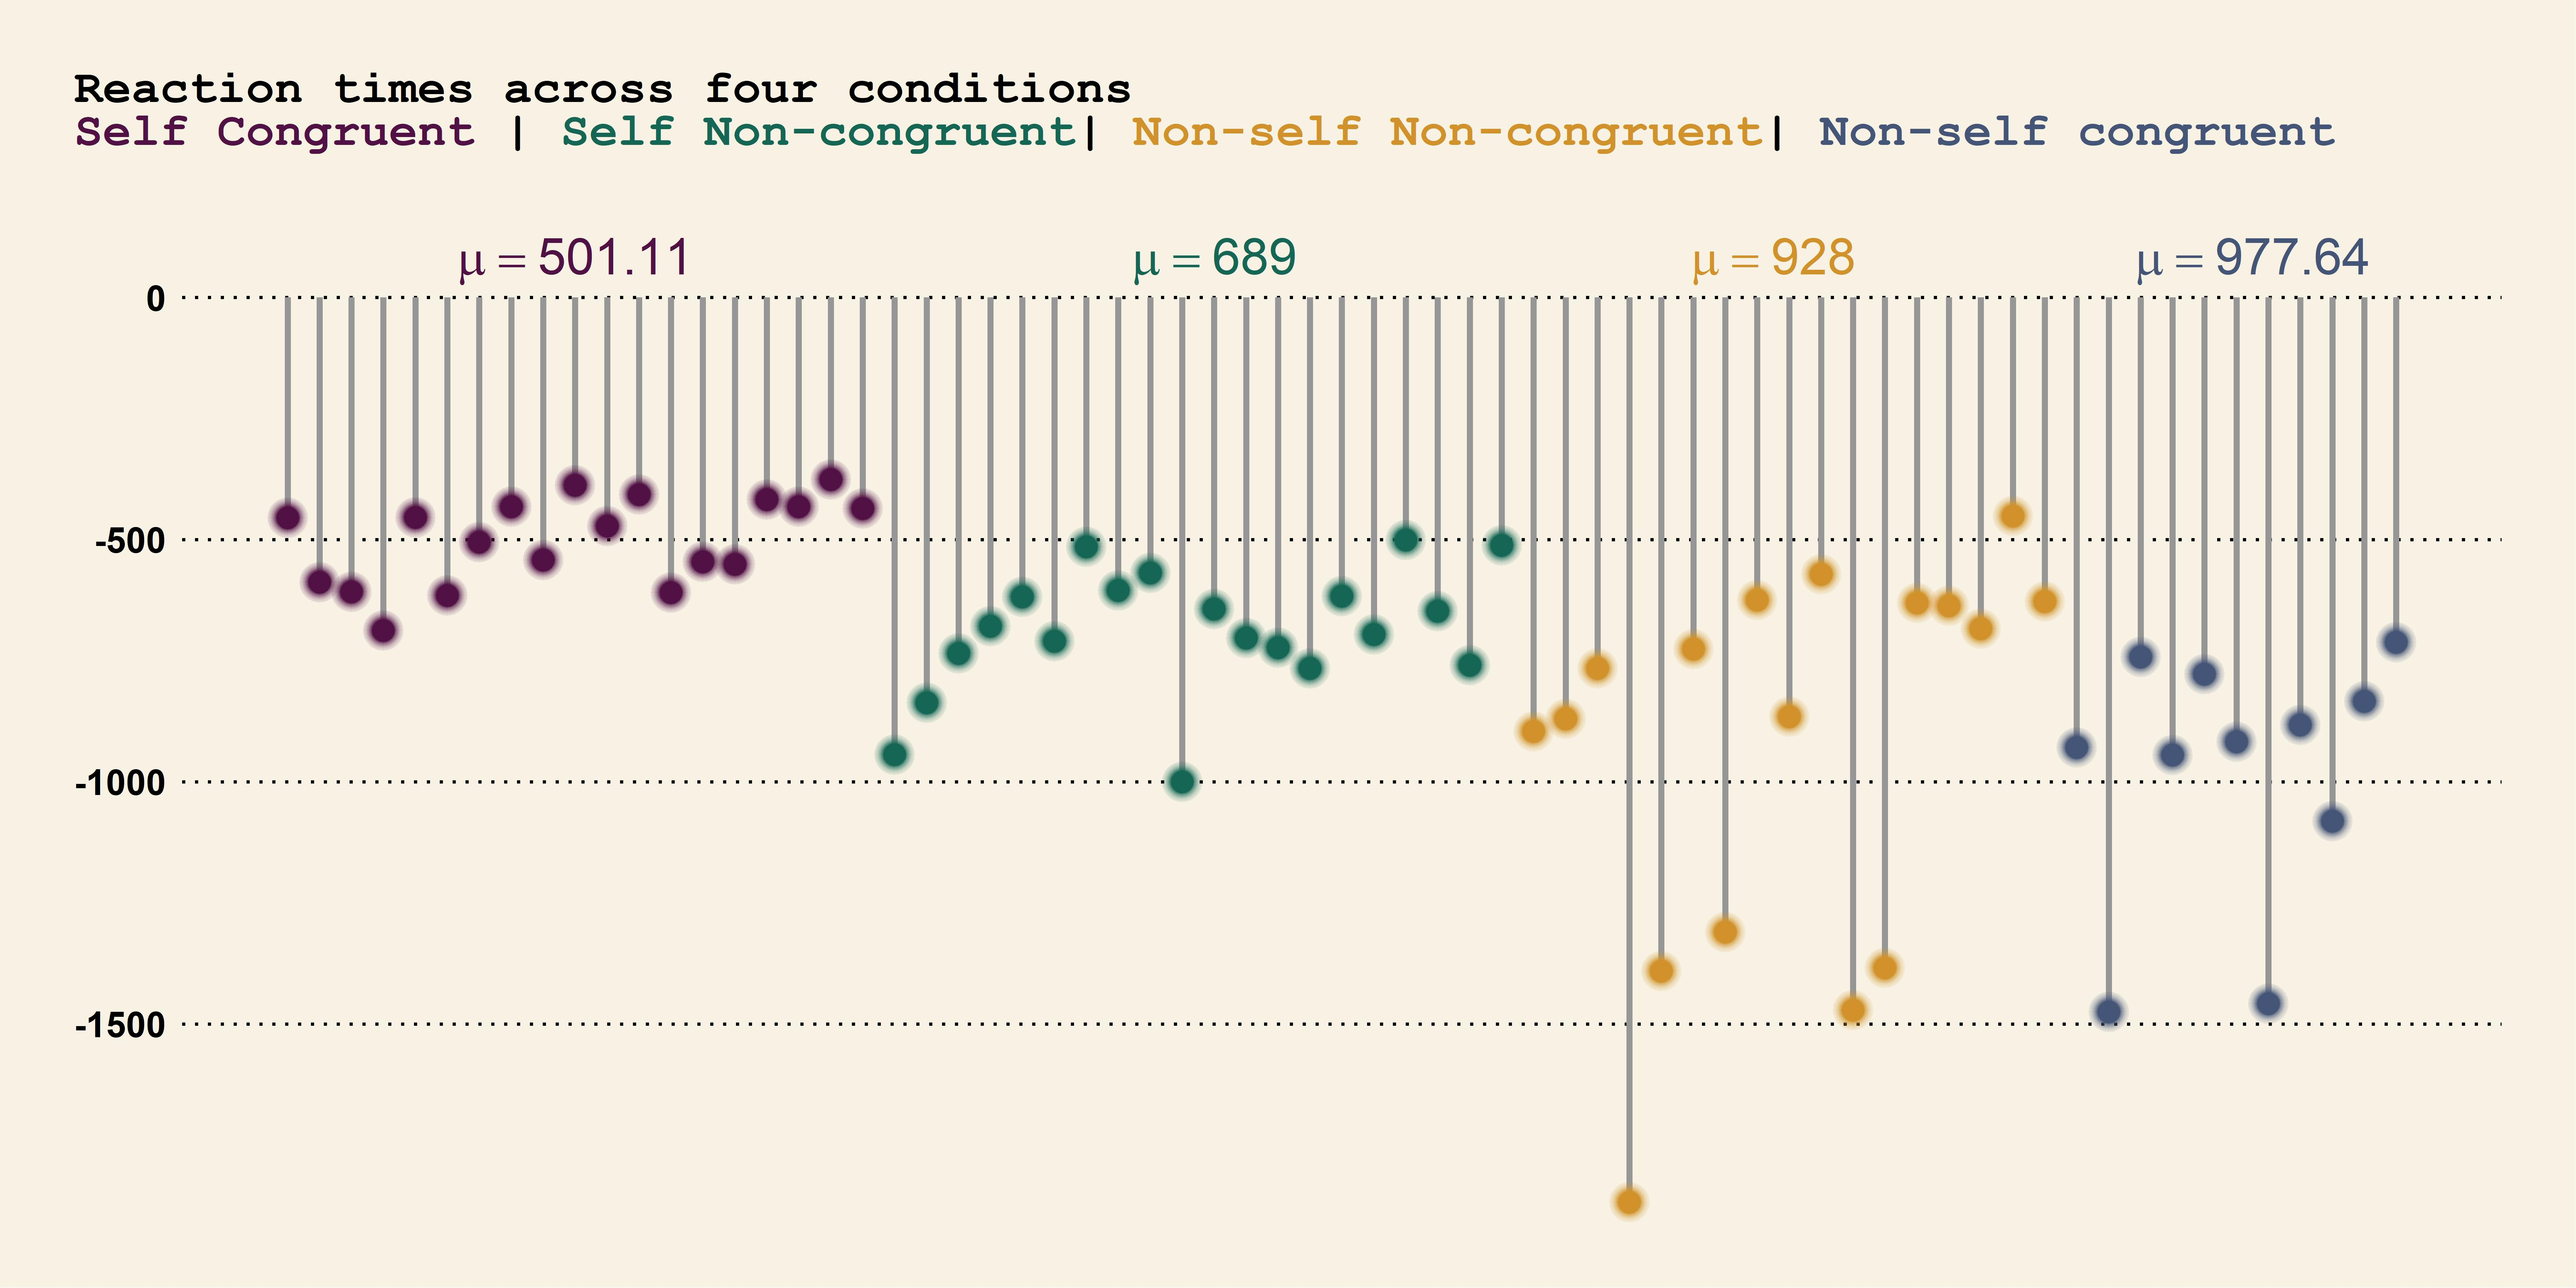 Reaction times across four conditions
Self Congruent | Self Non-congruent| Non-self Non-congruent| Non-self congruent
μ = 501.11 μ = 689 μ = 928 μ = 977.64
0
-500
-1000
-1500